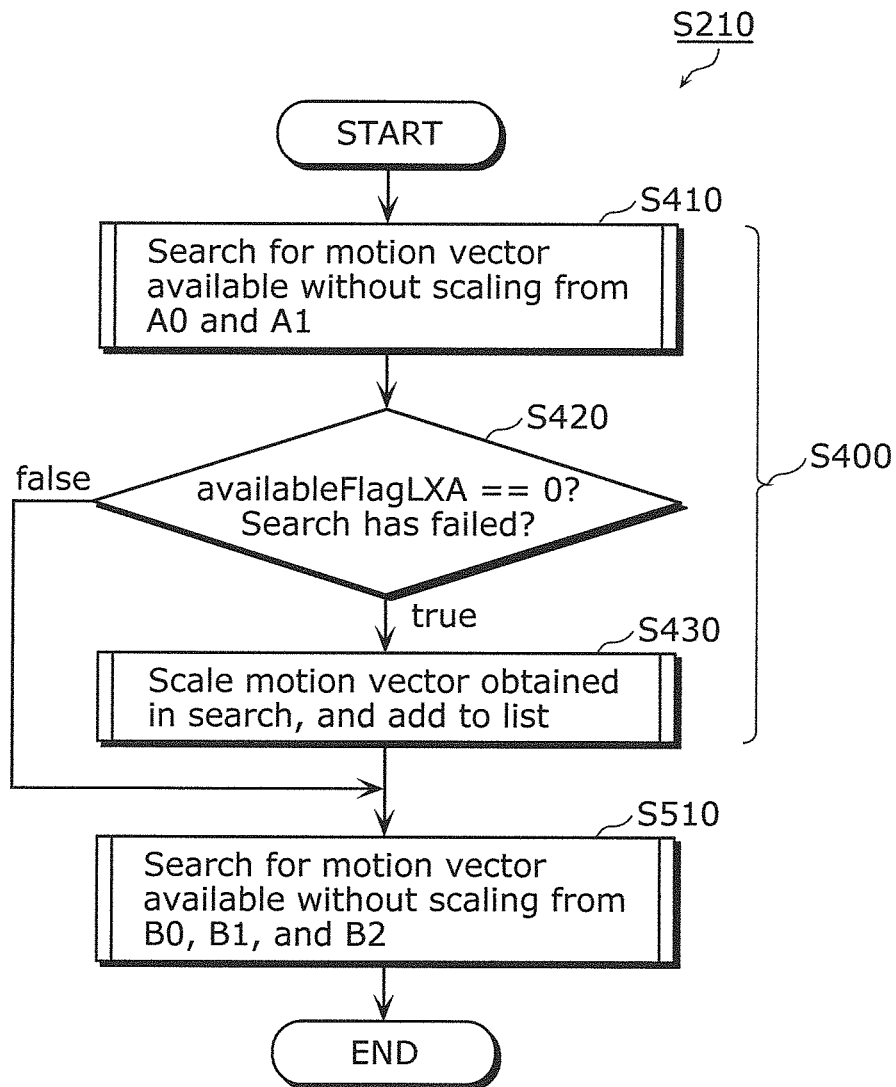 S210
START
S410
Search for motion vector
available without scaling from
A0 and A1
S420
false
availableFlagLXA == 0?
Search has failed?
S400
true
S430
Scale motion vector obtained
in search, and add to list
S510
Search for motion vector
available without scaling from
B0, B1, and B2
END